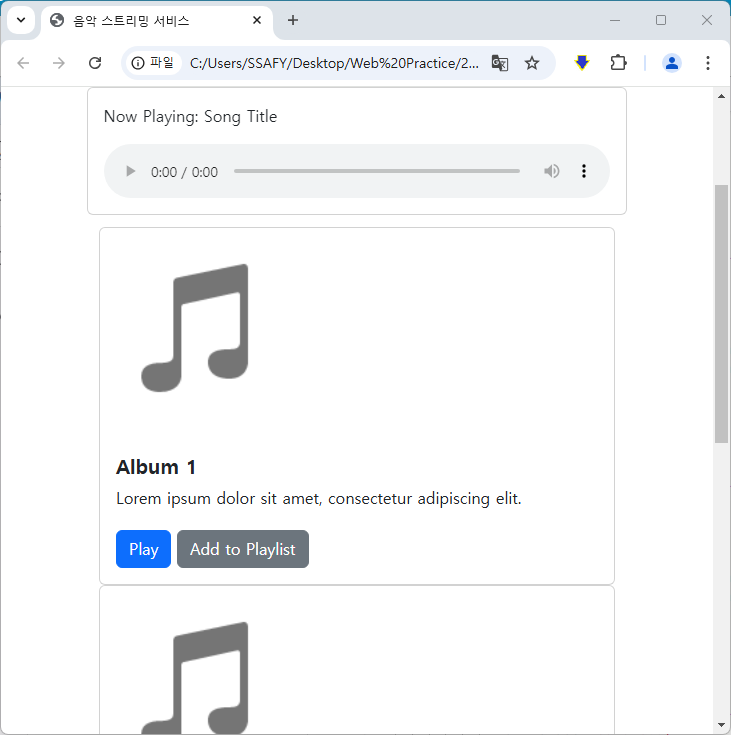 음악 스트리밍 서비스
파일
C:/Users/SSAFY/Desktop/Web%20Practice/2...
Now Playing: Song Title
0:00 / 0:00
Album 1
Lorem ipsum dolor sit amet, consectetur adipiscing elit.
Play
Add to Playlist